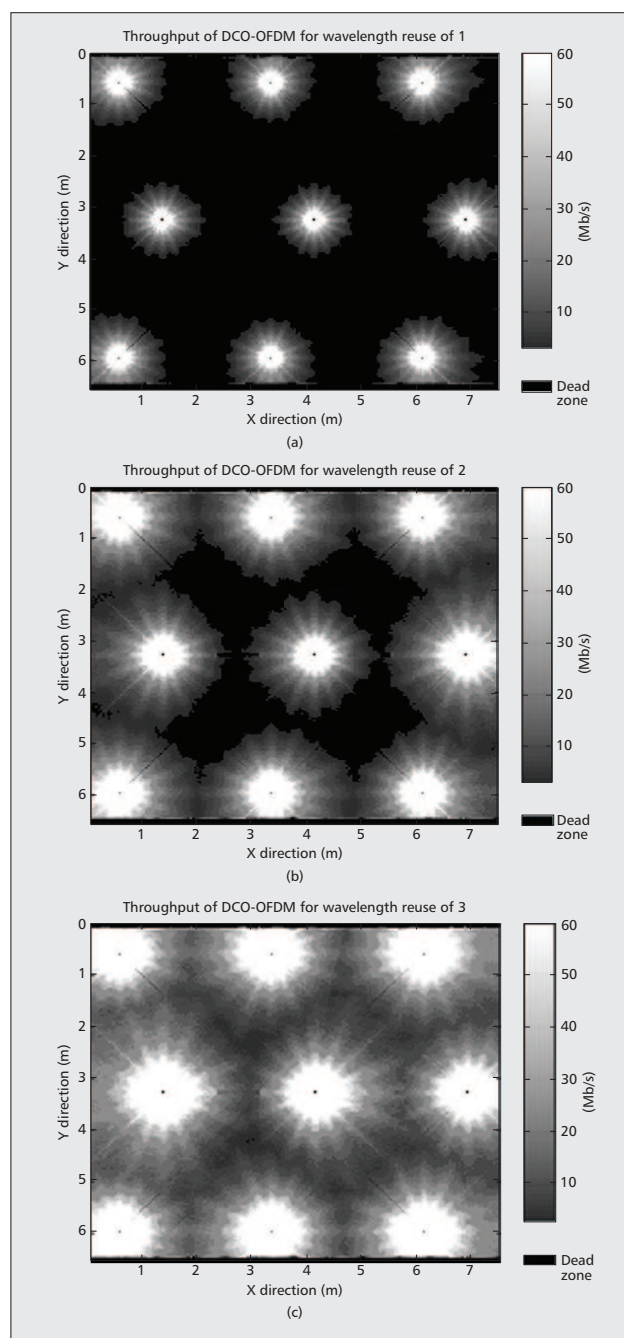 Throughput of DCO-OFDM for wavelength reuse of 1
0
1
2
3
4
5
6
Y direction (m)
1 2 3 4 5 6 7
X direction (m)
60
50
40
30
20
10
(Mb/s)
Dead
zone
(a)
Throughput of DCO-OFDM for wavelength reuse of 2
0
1
2
3
4
5
6
Y direction (m)
1 2 3 4 5 6 7
X direction (m)
60
50
40
30
20
10
(Mb/s)
Dead
zone
(b)
Throughput of DCO-OFDM for wavelength reuse of 3
0
1
2
3
4
5
6
Y direction (m)
1 2 3 4 5 6 7
X direction (m)
60
50
40
30
20
10
(Mb/s)
Dead
zone
(c)